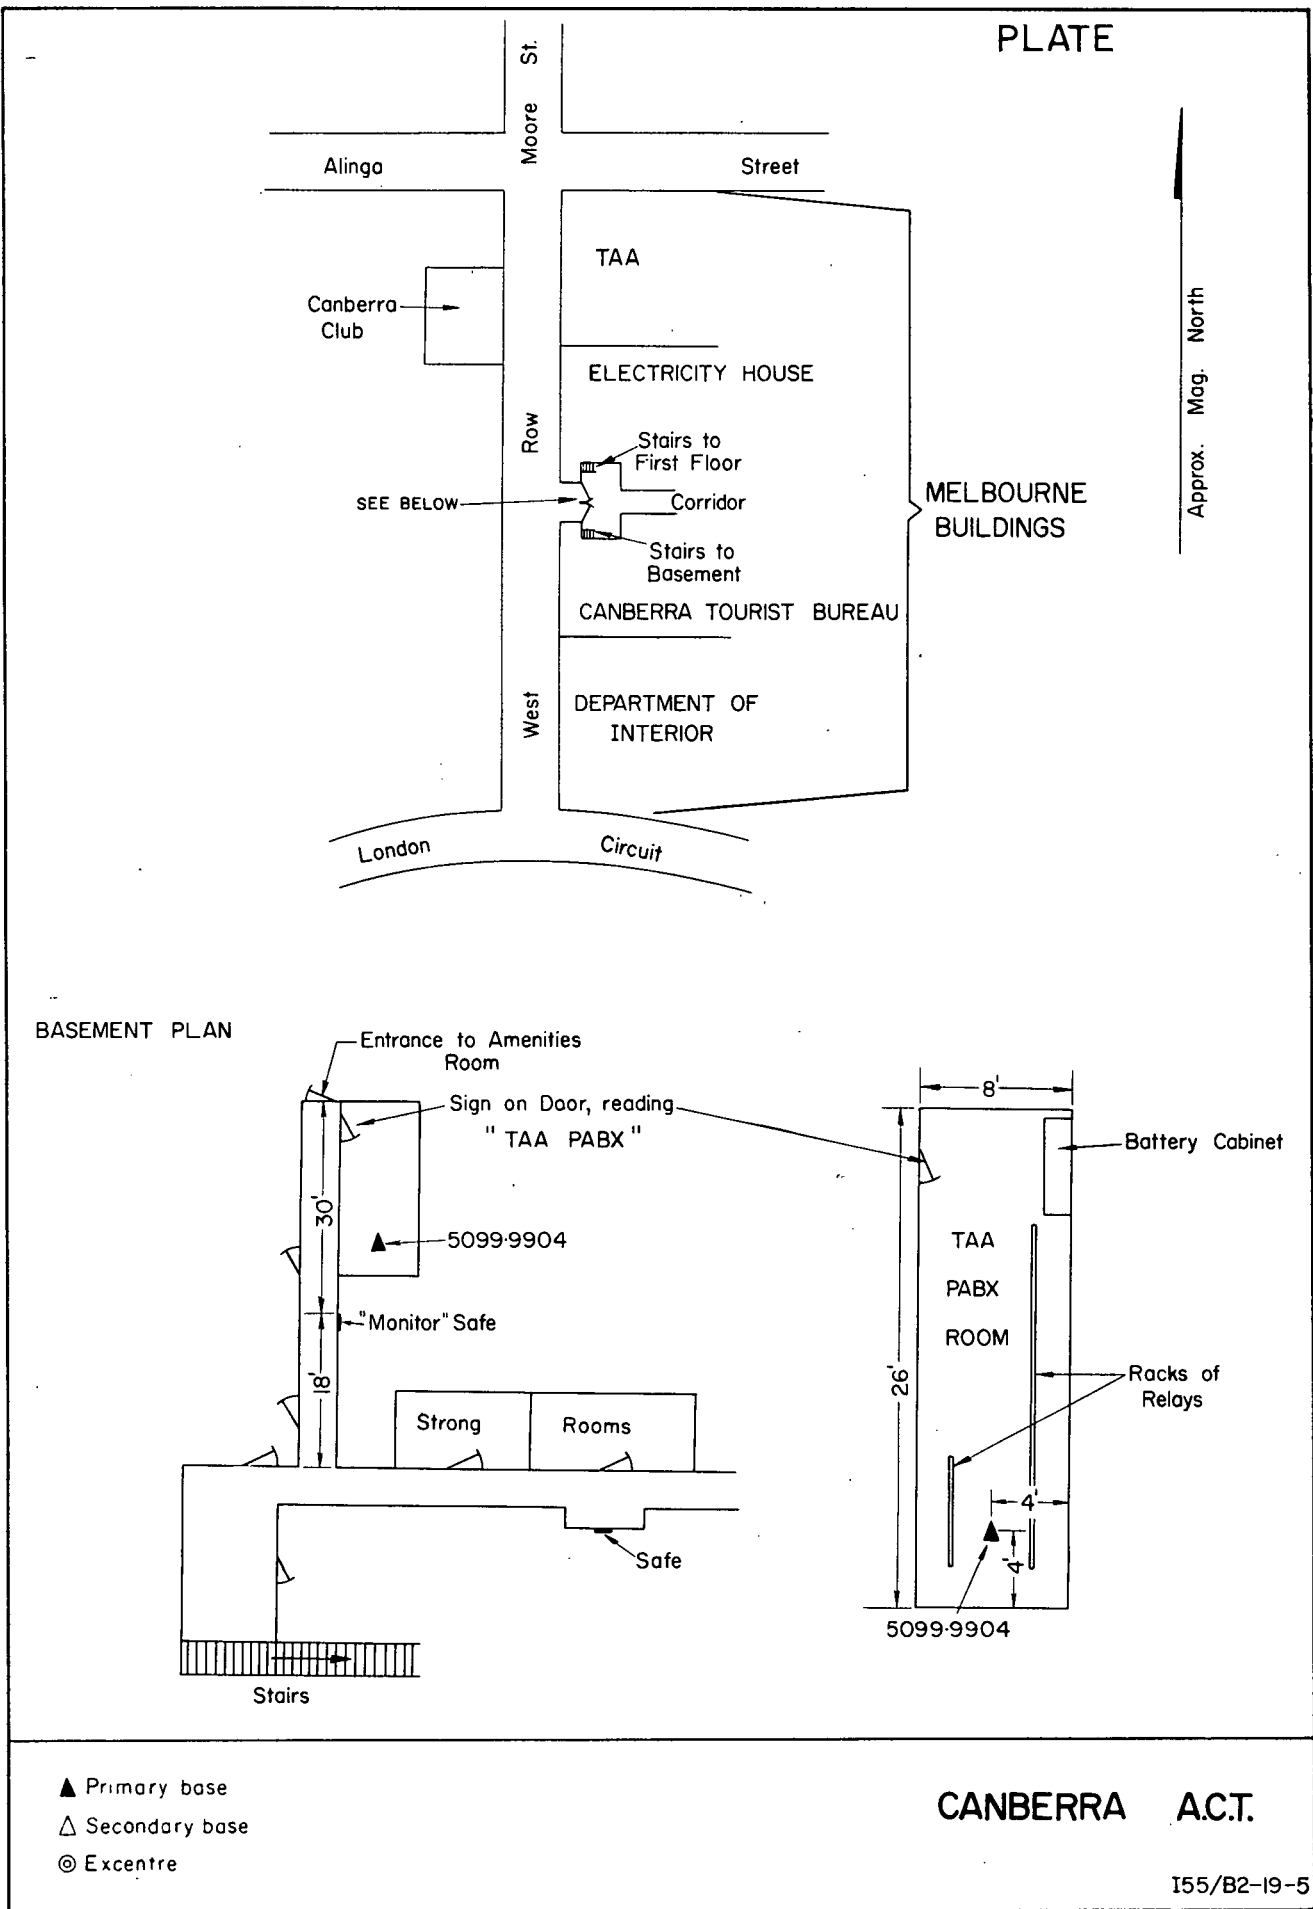 PLATE
Moore St.
Alinga Street
TAA
Canberra
Club
ELECTRICITY HOUSE
Row
Stairs to
First Floor
SEE BELOW
Corridor
Stairs to
Basement
MELBOURNE
BUILDINGS
Approx. Mag. North
CANBERRA TOURIST BUREAU
West
DEPARTMENT OF
INTERIOR
London Circuit
BASEMENT PLAN
Entrance to Amenities
Room
Sign on Door, reading
" TAA PABX "
30'
5099·9904
"Monitor" Safe
18'
Strong Rooms
Safe
Stairs
8'
Battery Cabinet
TAA
PABX
ROOM
26'
Racks of
Relays
4'
4'
5099·9904
Primary base
Secondary base
Excentre
CANBERRA A.C.T.
I55/B2-19-5